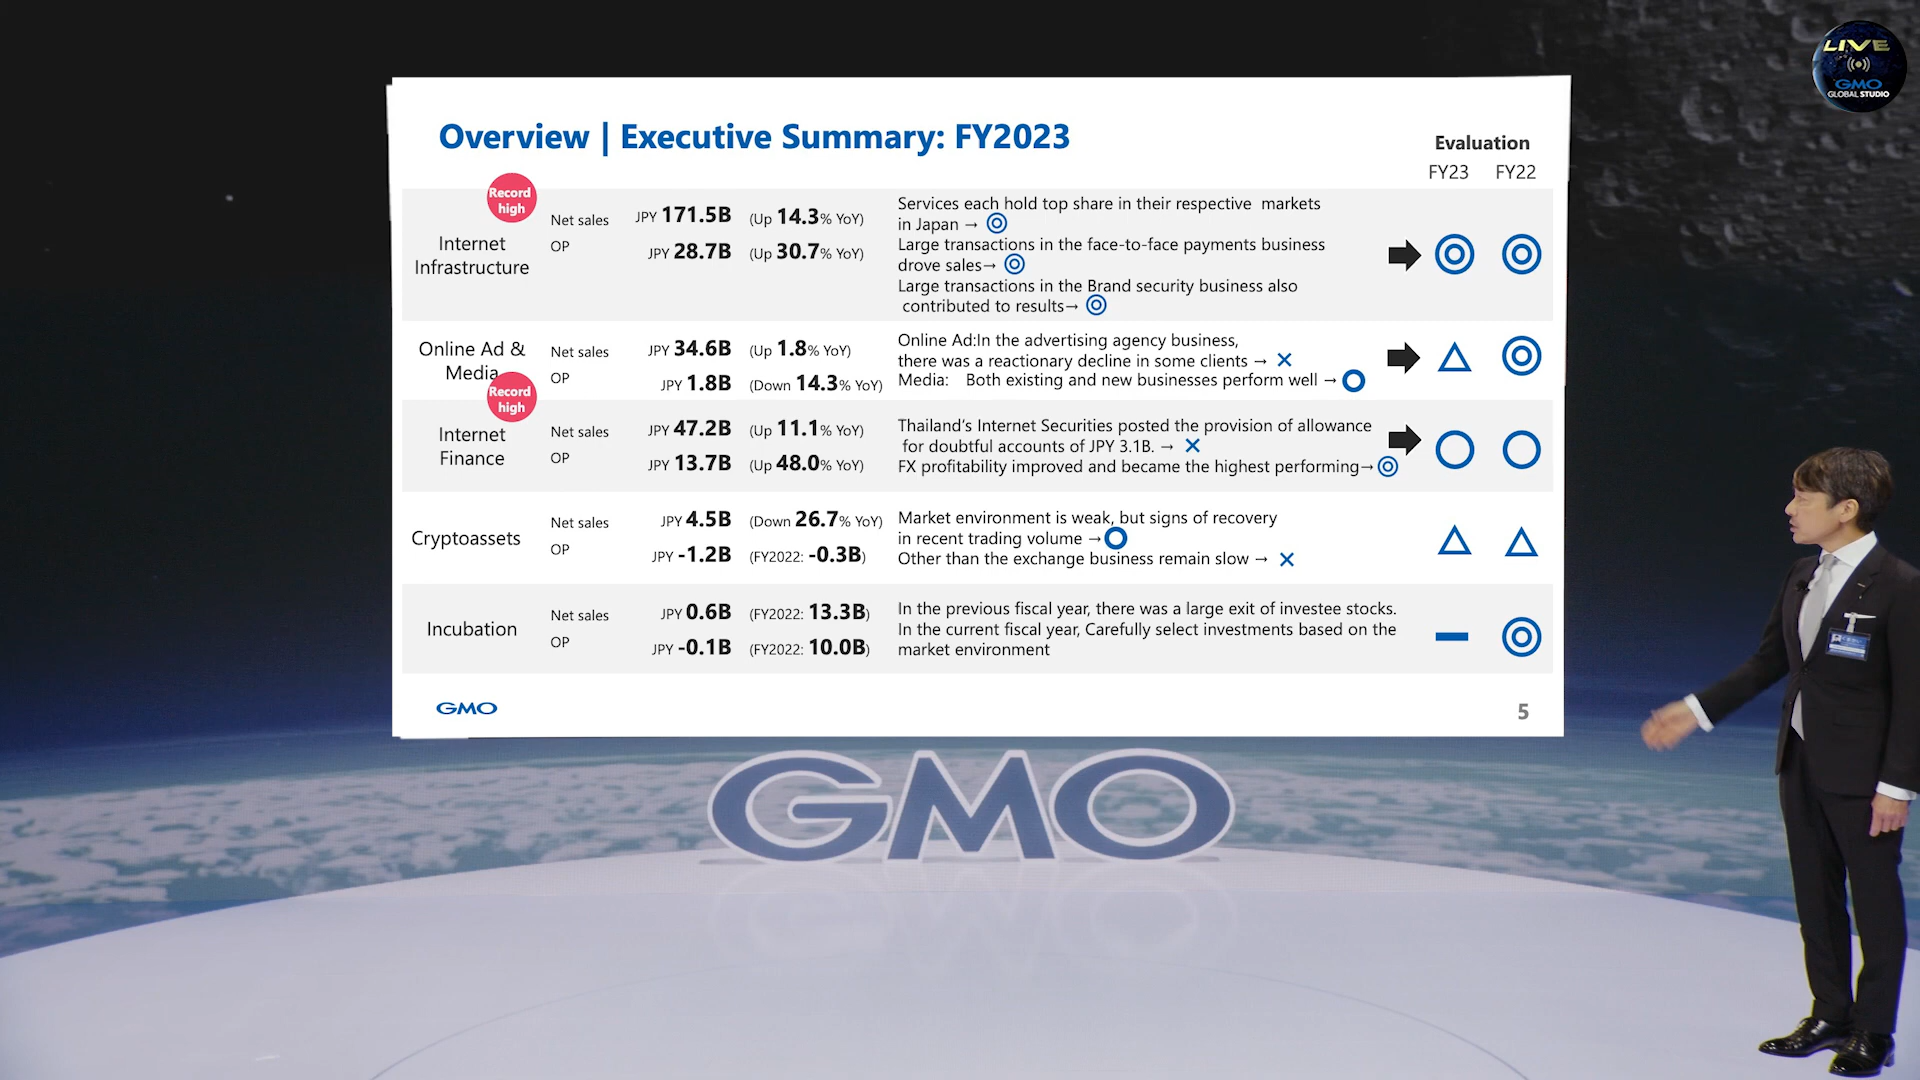 LIVE
GMO
GLOBAL STUDIO
Overview | Executive Summary: FY2023
Evaluation
FY23 FY22
Record
high
Internet
Infrastructure
Net sales JPY 171.5B (Up 14.3% YoY)
OP JPY 28.7B (Up 30.7% YoY)
Services each hold top share in their respective markets
in Japan → ◎
Large transactions in the face-to-face payments business
drove sales→ ◎
Large transactions in the Brand security business also
contributed to results→ ◎
➡ ◎ ◎
Online Ad &
Media
Net sales JPY 34.6B (Up 1.8% YoY)
OP JPY 1.8B (Down 14.3% YoY)
Online Ad:In the advertising agency business,
there was a reactionary decline in some clients → ×
Media: Both existing and new businesses perform well → ○
➡ △ ◎
Record
high
Internet
Finance
Net sales JPY 47.2B (Up 11.1% YoY)
OP JPY 13.7B (Up 48.0% YoY)
Thailand's Internet Securities posted the provision of allowance
for doubtful accounts of JPY 3.1B. → ×
FX profitability improved and became the highest performing→ ◎
➡ ○ ○
Cryptoassets
Net sales JPY 4.5B (Down 26.7% YoY)
OP JPY -1.2B (FY2022: -0.3B)
Market environment is weak, but signs of recovery
in recent trading volume → ○
Other than the exchange business remain slow → ×
△ △
Incubation
Net sales JPY 0.6B (FY2022: 13.3B)
OP JPY -0.1B (FY2022: 10.0B)
In the previous fiscal year, there was a large exit of investee stocks.
In the current fiscal year, Carefully select investments based on the
market environment
ー ◎
GMO
5
GMO